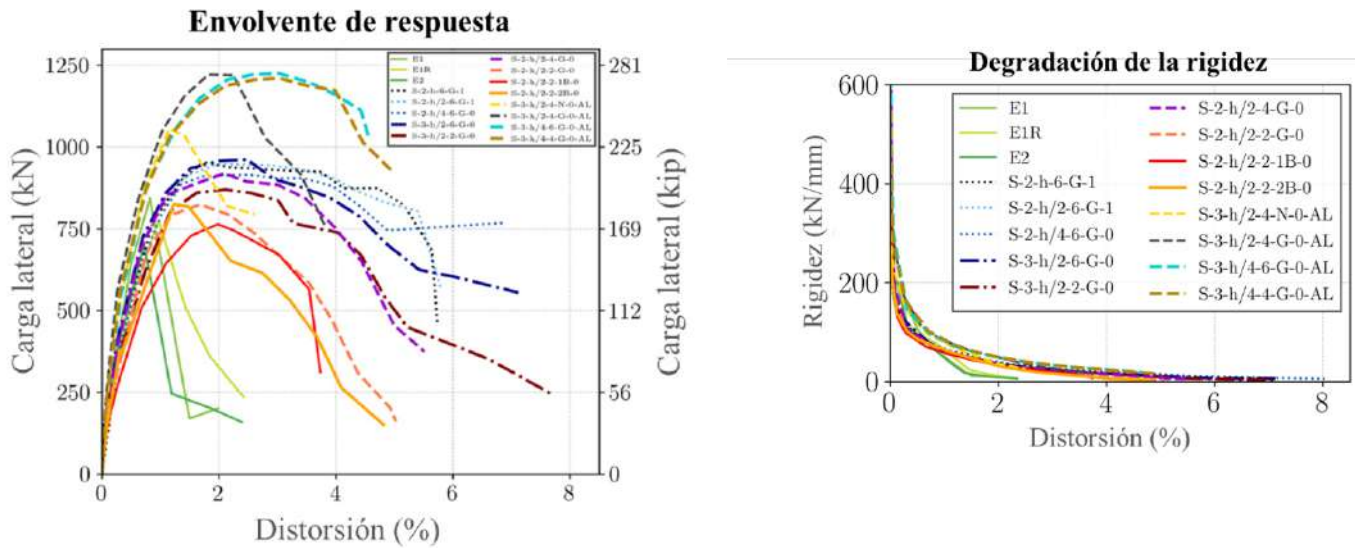 Envolvente de respuesta
1250
1000
750
500
250
0
281
225
169
112
56
0
0
2
4
6
8
Carga lateral (kN)
Carga lateral (kip)
Distorsión (%)
E1
E1R
E2
S-2-h-6-G-1
S-2-h/2-6-G-1
S-2-h/4-6-G-0
S-3-h/2-6-G-0
S-3-h/2-2-G-0
S-2-h/2-4-G-0
S-2-h/2-2-G-0
S-2-h/2-2-1B-0
S-2-h/2-2-2B-0
S-3-h/2-4-N-0-AL
S-3-h/2-4-G-0-AL
S-3-h/4-6-G-0-AL
S-3-h/4-4-G-0-AL
Degradación de la rigidez
600
400
200
0
0
2
4
6
8
Rigidez (kN/mm)
Distorsión (%)
E1
E1R
E2
S-2-h-6-G-1
S-2-h/2-6-G-1
S-2-h/4-6-G-0
S-3-h/2-6-G-0
S-3-h/2-2-G-0
S-2-h/2-4-G-0
S-2-h/2-2-G-0
S-2-h/2-2-1B-0
S-2-h/2-2-2B-0
S-3-h/2-4-N-0-AL
S-3-h/2-4-G-0-AL
S-3-h/4-6-G-0-AL
S-3-h/4-4-G-0-AL